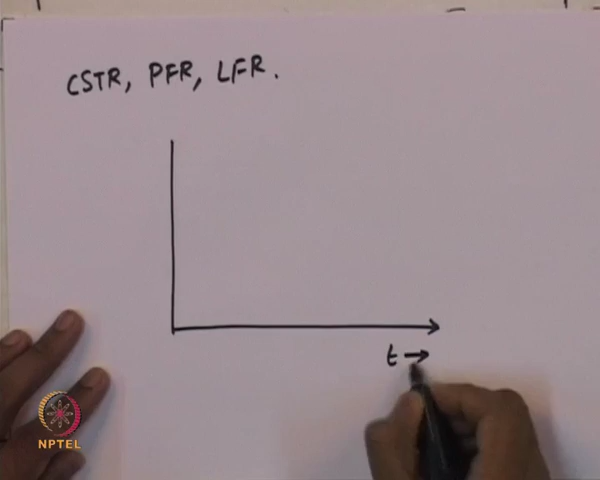 CSTR, PFR, LFR.
t →
NPTEL